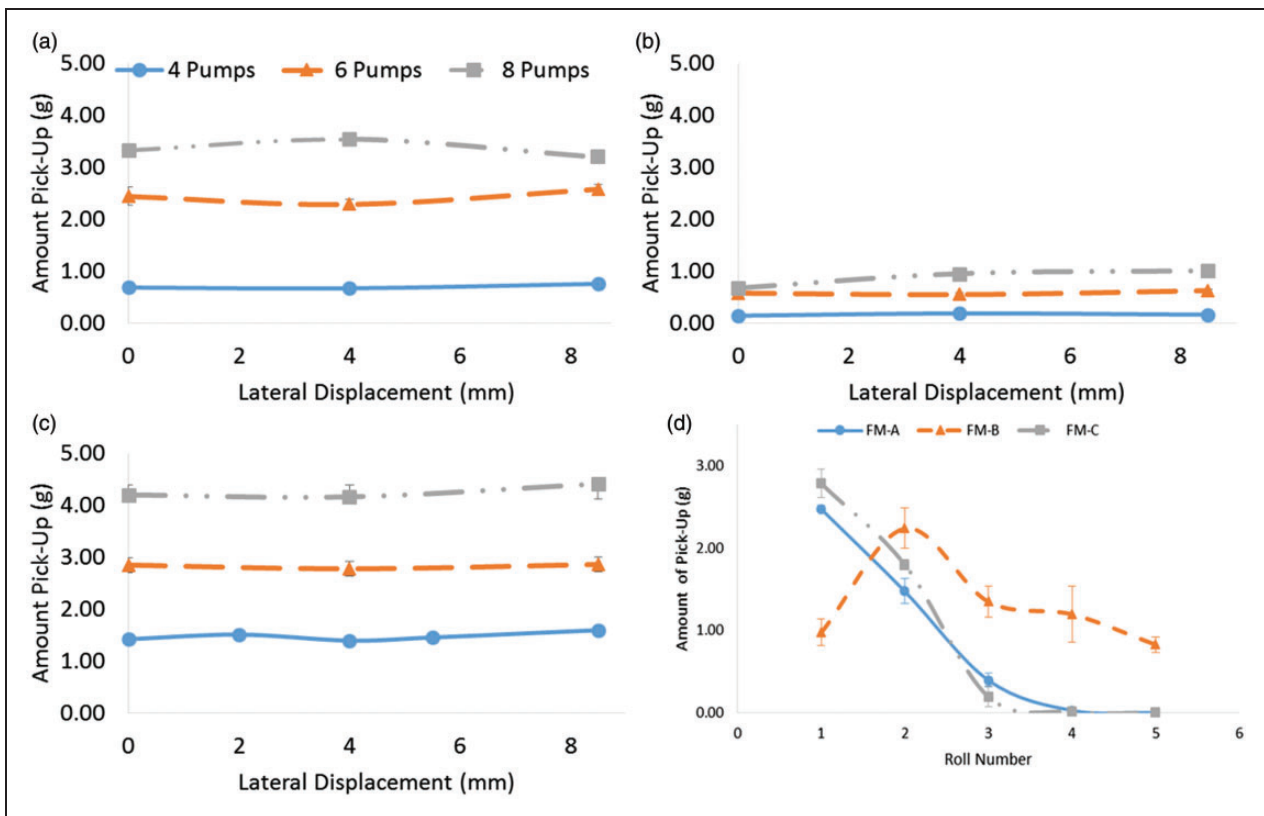 (a)
5.00
4.00
3.00
2.00
1.00
0.00
Amount Pick-Up (g)
4 Pumps 6 Pumps 8 Pumps
0 2 4 6 8
Lateral Displacement (mm)
(b)
5.00
4.00
3.00
2.00
1.00
0.00
Amount Pick-Up (g)
0 2 4 6 8
Lateral Displacement (mm)
(c)
5.00
4.00
3.00
2.00
1.00
0.00
Amount Pick-Up (g)
0 2 4 6 8
Lateral Displacement (mm)
(d)
FM-A FM-B FM-C
3.00
2.00
1.00
0.00
Amount of Pick-Up (g)
0 1 2 3 4 5 6
Roll Number